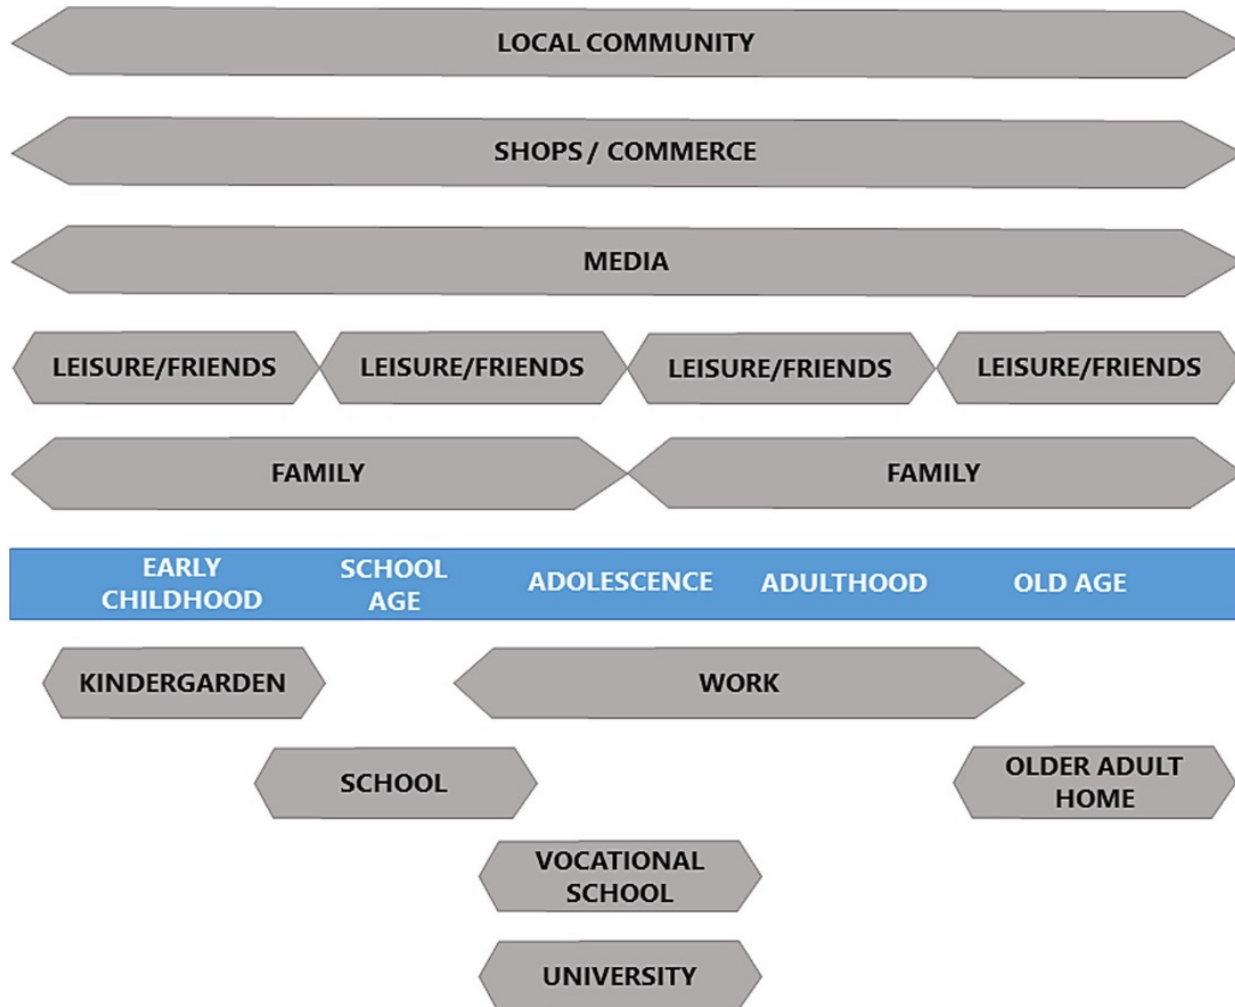 LOCAL COMMUNITY
SHOPS / COMMERCE
MEDIA
LEISURE/FRIENDS
LEISURE/FRIENDS
LEISURE/FRIENDS
LEISURE/FRIENDS
FAMILY
FAMILY
EARLY
CHILDHOOD
SCHOOL
AGE
ADOLESCENCE
ADULTHOOD
OLD AGE
KINDERGARDEN
WORK
SCHOOL
OLDER ADULT
HOME
VOCATIONAL
SCHOOL
UNIVERSITY